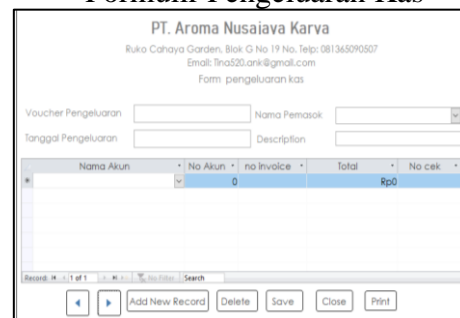 Formulir Pengeluaran Kas
PT. Aroma Nusajava Karya
Ruko Cahaya Garden, Blok G No 19 No, Telp: 081365090507
Email: Tina520.ank@gmail.com
Form pengeluaran kas
Voucher Pengeluaran Nama Pemasok
Tanggal Pengeluaran Description
Nama Akun No Akun no invoice Total No cek
0 Rp0
Record: 1 of 1 No Filter Search
Add New Record Delete Save Close Print